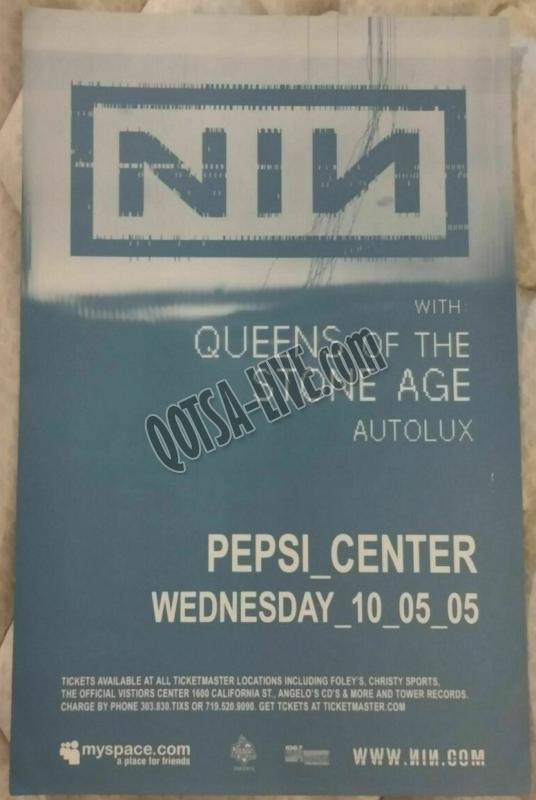 NIИ
WITH:
QUEENS OF THE
STONE AGE
AUTOLUX
QOTSA-LIVE.com
PEPSI_CENTER
WEDNESDAY_10_05_05
TICKETS AVAILABLE AT ALL TICKETMASTER LOCATIONS INCLUDING FOLEY'S, CHRISTY SPORTS,
THE OFFICIAL VISTIORS CENTER 1600 CALIFORNIA ST., ANGELO'S CD'S & MORE AND TOWER RECORDS.
CHARGE BY PHONE 303.830.TIXS OR 719.520.9090. GET TCKETS AT TICKETMASTER.COM
myspace.com
a place for friends
WWW.NIИ.COM